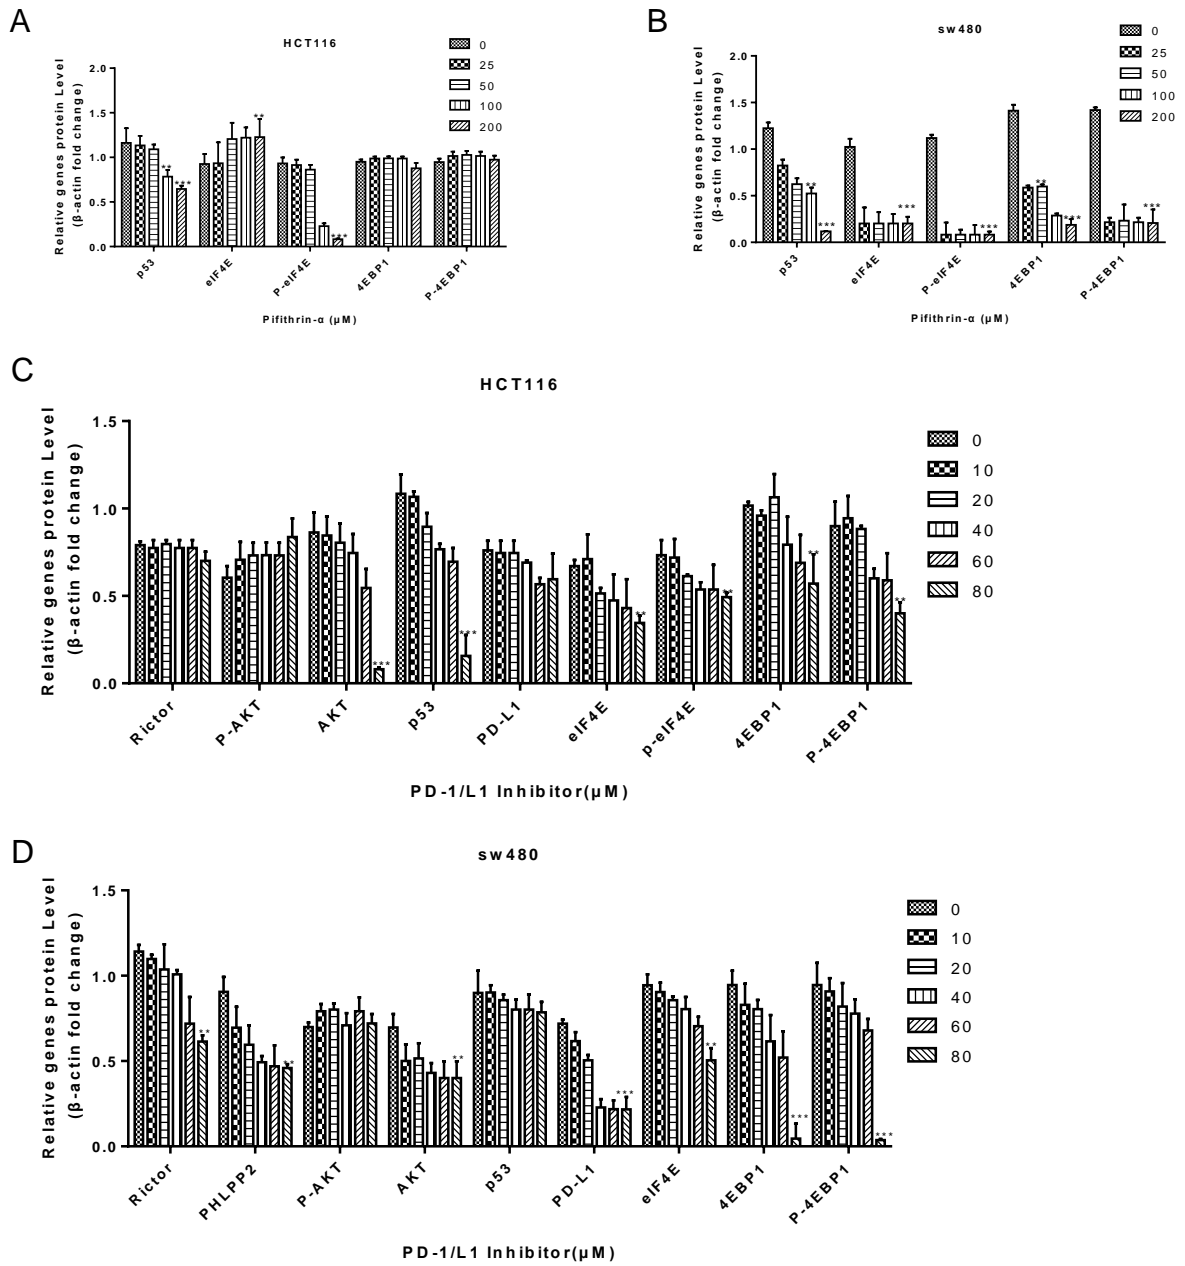 A
HCT116
0
25
50
100
200
Relative genes protein Level
(β-actin fold change)
2.0
1.5
1.0
0.5
0.0
**
***
**
***
p53
eIF4E
P-eIF4E
4EBP1
P-4EBP1
Pifithrin-α (μM)
B
sw480
0
25
50
100
200
Relative genes protein Level
(β-actin fold change)
2.0
1.5
1.0
0.5
0.0
**
***
***
***
**
***
***
p53
eIF4E
P-eIF4E
4EBP1
P-4EBP1
Pifithrin-α (μM)
C
HCT116
0
10
20
40
60
80
Relative genes protein Level
(β-actin fold change)
1.5
1.0
0.5
0.0
***
***
**
**
**
**
Rictor
P-AKT
AKT
p53
PD-L1
eIF4E
p-eIF4E
4EBP1
P-4EBP1
PD-1/L1 Inhibitor(μM)
D
sw480
0
10
20
40
60
80
Relative genes protein Level
(β-actin fold change)
1.5
1.0
0.5
0.0
**
**
**
***
**
***
***
Rictor
PHLPP2
P-AKT
AKT
p53
PD-L1
eIF4E
4EBP1
P-4EBP1
PD-1/L1 Inhibitor(μM)